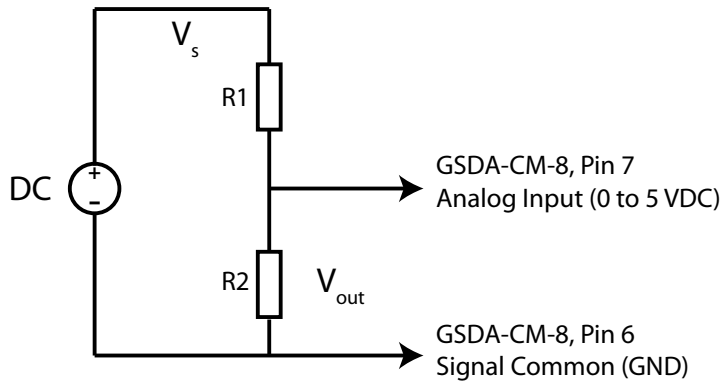 Vs
R1
DC
+
-
GSDA-CM-8, Pin 7
Analog Input (0 to 5 VDC)
R2
Vout
GSDA-CM-8, Pin 6
Signal Common (GND)